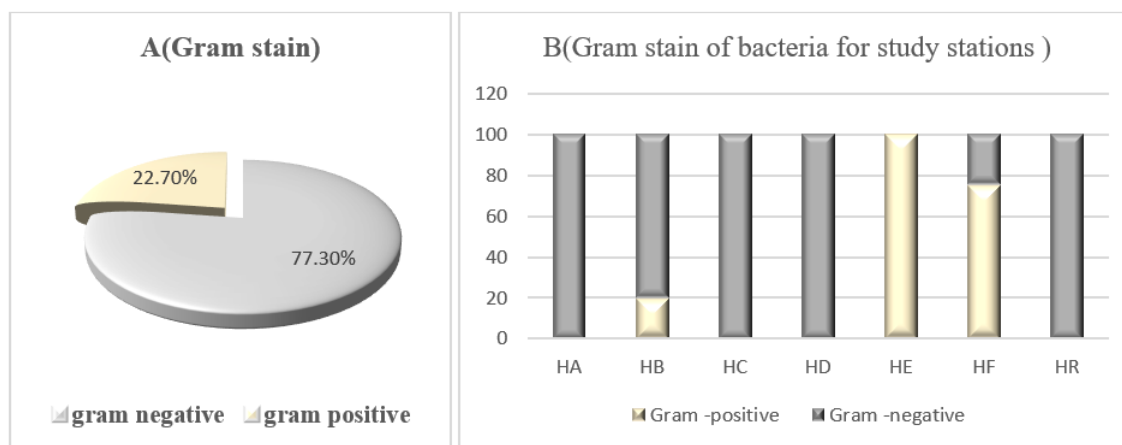 A(Gram stain)
22.70%
77.30%
gram negative gram positive
B(Gram stain of bacteria for study stations )
120
100
80
60
40
20
0
HA HB HC HD HE HF HR
Gram -positive Gram -negative